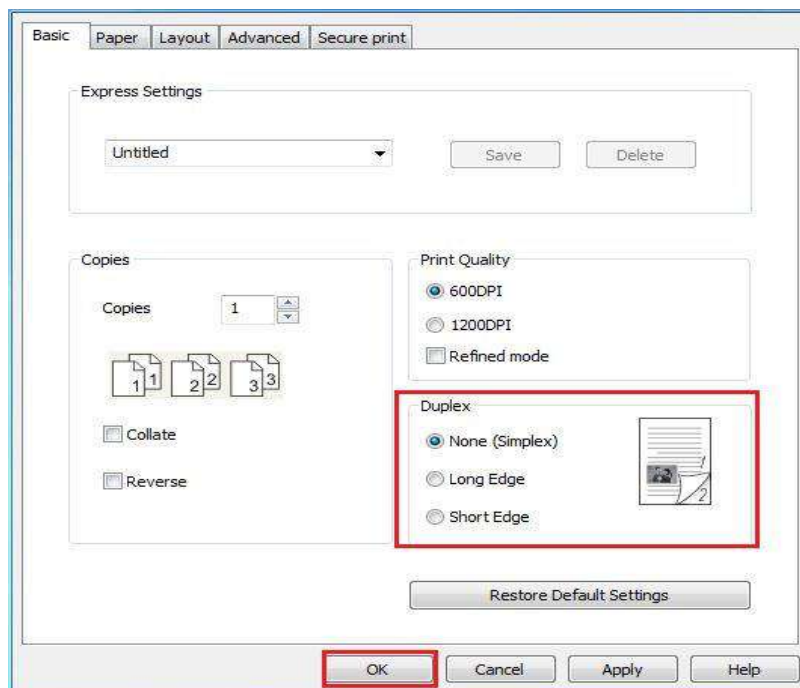 Basic Paper Layout Advanced Secure print
Express Settings
Untitled Save Delete
Copies
Copies 1
1 1 2 2 3 3
Collate
Reverse
Print Quality
600DPI
1200DPI
Refined mode
Duplex
None (Simplex)
Long Edge
Short Edge
1
2
Restore Default Settings
OK Cancel Apply Help